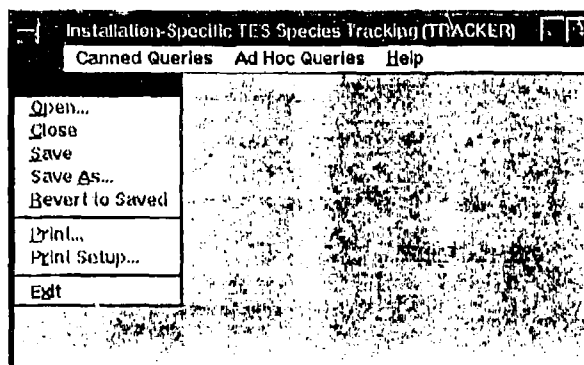 Installation-Specific TES Species Tracking (TRACKER)
Canned Queries Ad Hoc Queries Help
Open...
Close
Save
Save As...
Revert to Saved
Print...
Print Setup...
Exit